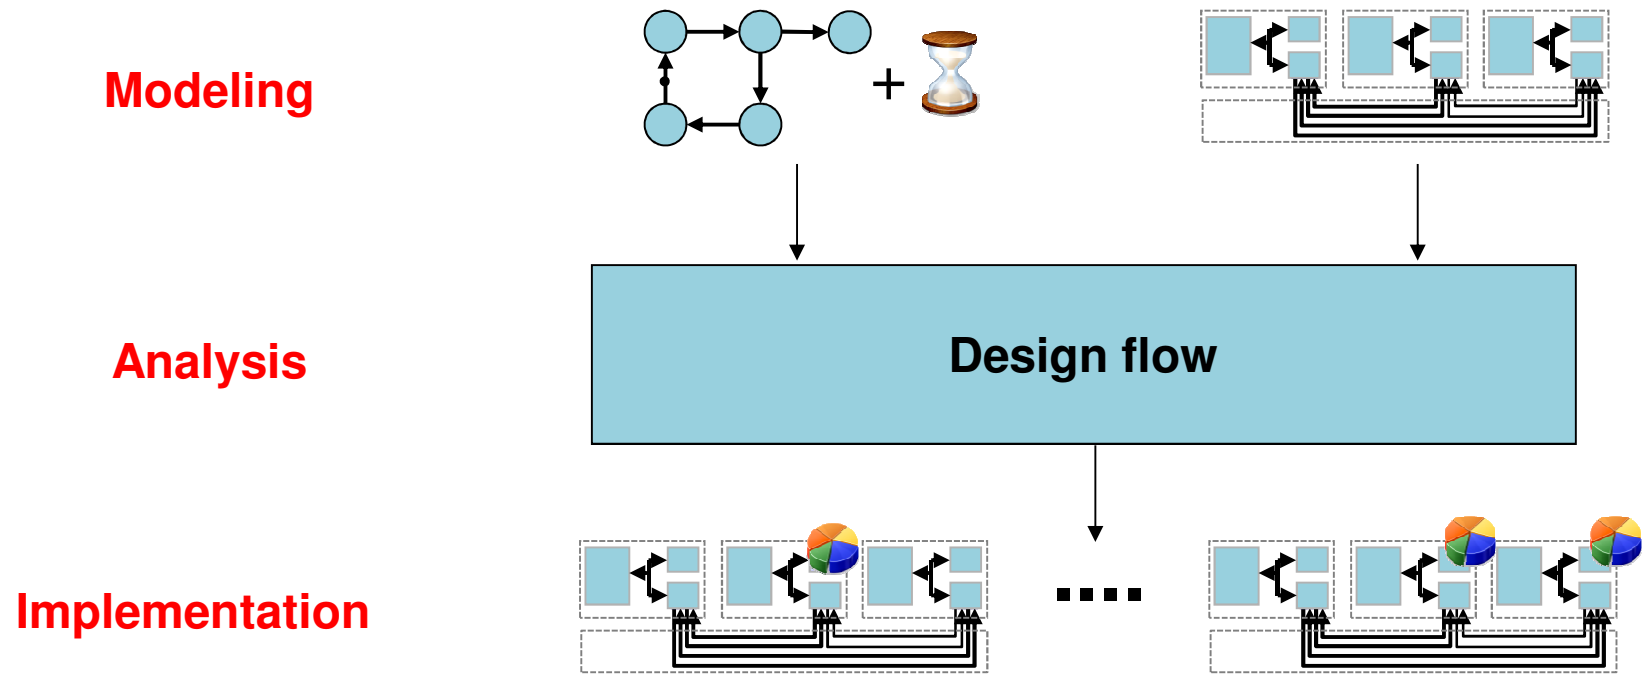 Modeling
+
Analysis
Design flow
Implementation